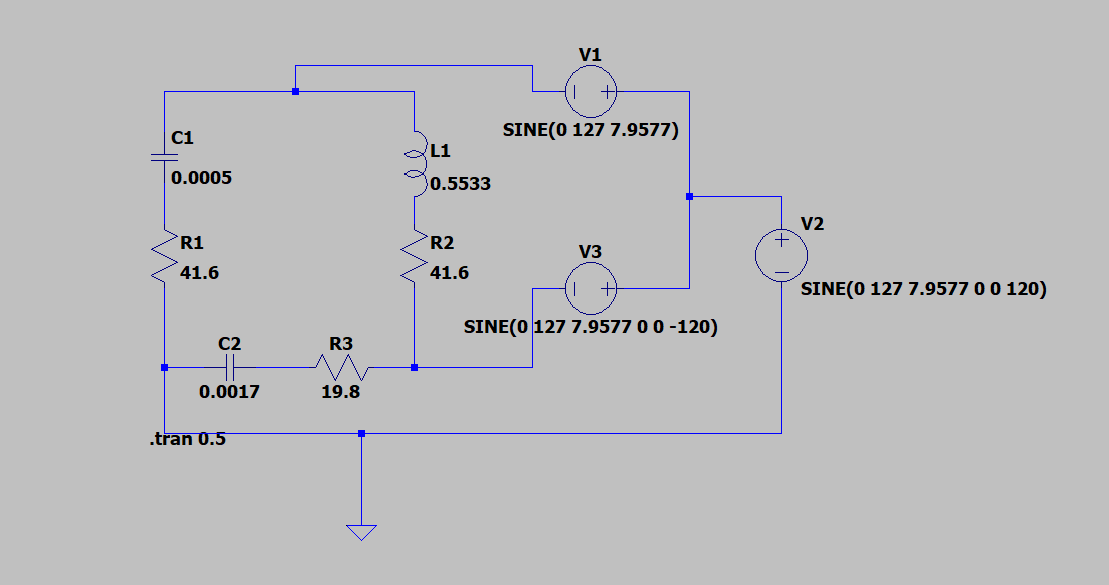 V1
SINE(0 127 7.9577)
C1
0.0005
L1
0.5533
V2
SINE(0 127 7.9577 0 0 120)
R1
41.6
R2
41.6
V3
SINE(0 127 7.9577 0 0 -120)
C2
0.0017
R3
19.8
.tran 0.5